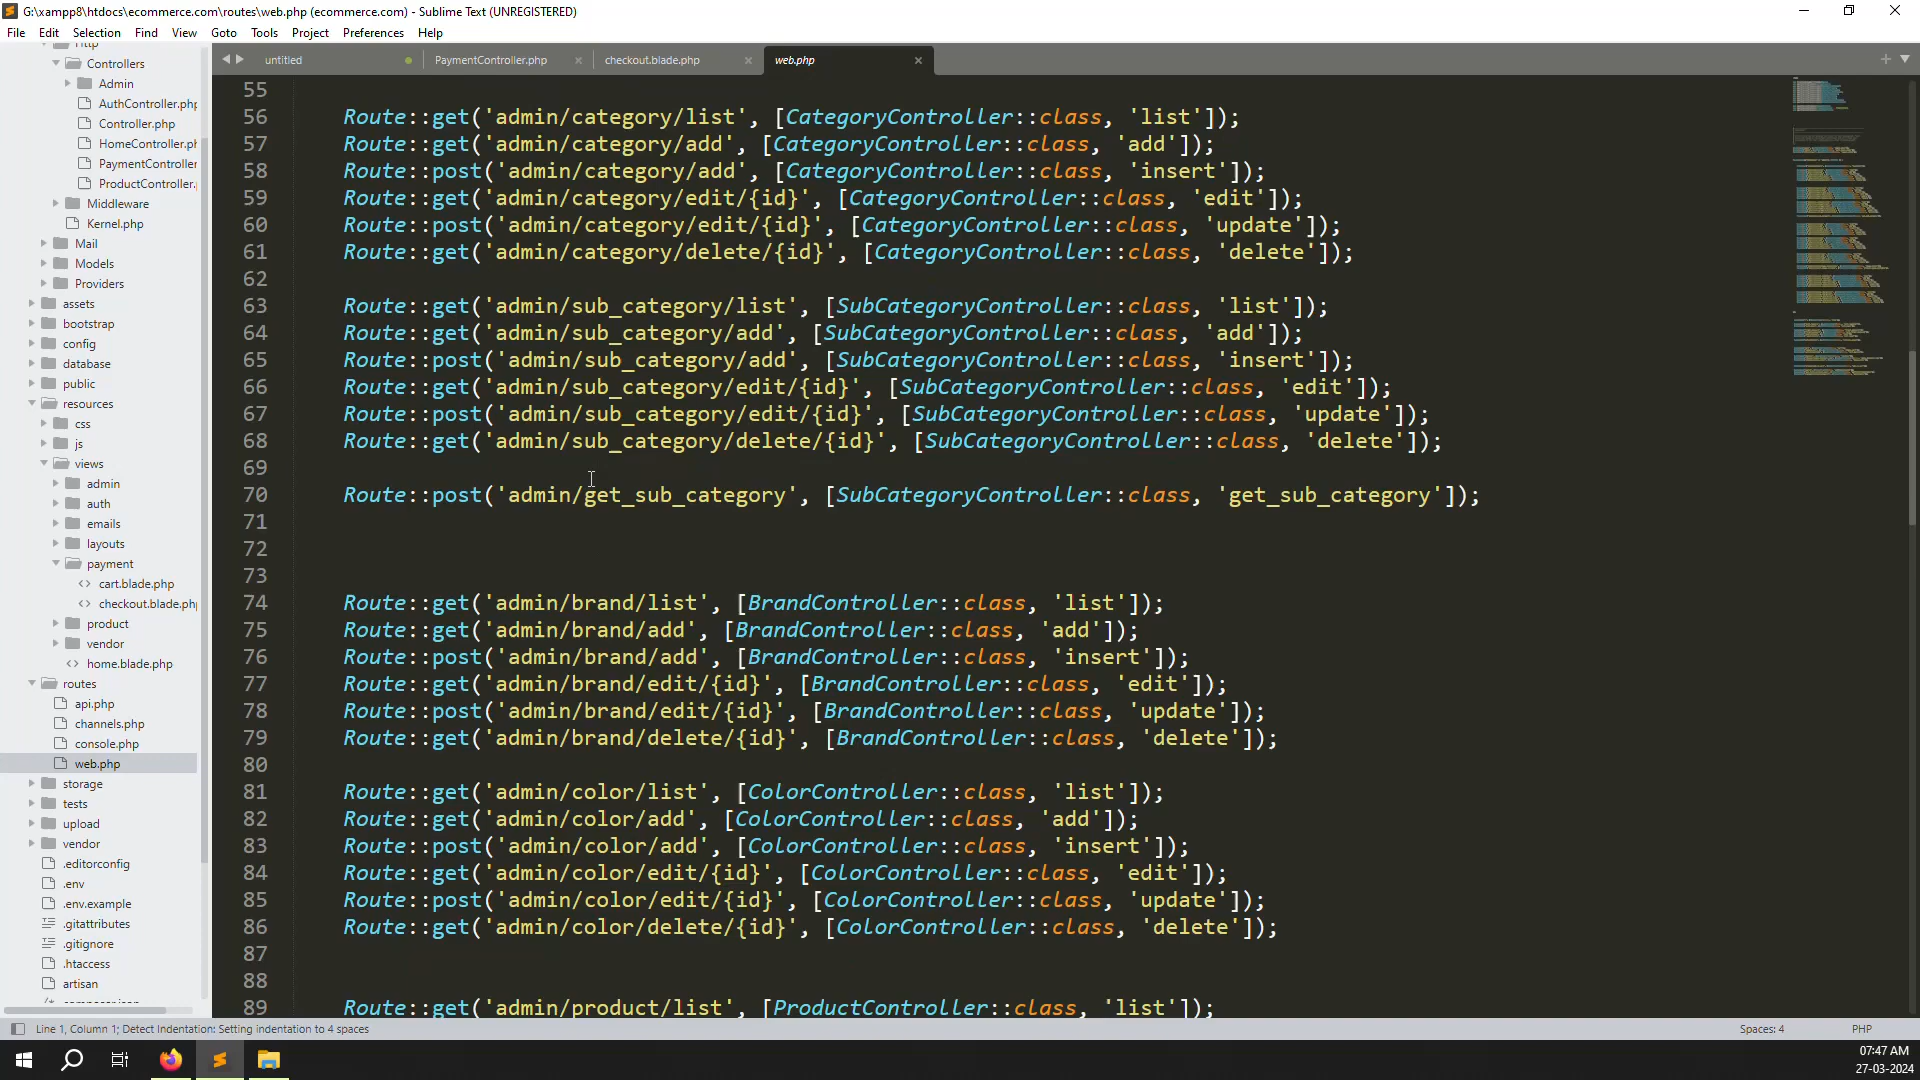 G:\xampp8\htdocs\ecommerce.com\routes\web.php (ecommerce.com) - Sublime Text (UNREGISTERED)
File Edit Selection Find View Goto Tools Project Preferences Help
untitled PaymentController.php checkout.blade.php web.php
Http
Controllers
Admin
AuthController.php
Controller.php
HomeController.ph
PaymentController
ProductController.
Middleware
Kernel.php
Mail
Models
Providers
assets
bootstrap
config
database
public
resources
css
js
views
admin
auth
emails
layouts
payment
cart.blade.php
checkout.blade.ph
product
vendor
home.blade.php
routes
api.php
channels.php
console.php
web.php
storage
tests
upload
vendor
.editorconfig
.env
.env.example
.gitattributes
.gitignore
.htaccess
artisan
composer.json
55
56 Route::get('admin/category/list', [CategoryController::class, 'list']);
57 Route::get('admin/category/add', [CategoryController::class, 'add']);
58 Route::post('admin/category/add', [CategoryController::class, 'insert']);
59 Route::get('admin/category/edit/{id}', [CategoryController::class, 'edit']);
60 Route::post('admin/category/edit/{id}', [CategoryController::class, 'update']);
61 Route::get('admin/category/delete/{id}', [CategoryController::class, 'delete']);
62
63 Route::get('admin/sub_category/list', [SubCategoryController::class, 'list']);
64 Route::get('admin/sub_category/add', [SubCategoryController::class, 'add']);
65 Route::post('admin/sub_category/add', [SubCategoryController::class, 'insert']);
66 Route::get('admin/sub_category/edit/{id}', [SubCategoryController::class, 'edit']);
67 Route::post('admin/sub_category/edit/{id}', [SubCategoryController::class, 'update']);
68 Route::get('admin/sub_category/delete/{id}', [SubCategoryController::class, 'delete']);
69
70 Route::post('admin/get_sub_category', [SubCategoryController::class, 'get_sub_category']);
71
72
73
74 Route::get('admin/brand/list', [BrandController::class, 'list']);
75 Route::get('admin/brand/add', [BrandController::class, 'add']);
76 Route::post('admin/brand/add', [BrandController::class, 'insert']);
77 Route::get('admin/brand/edit/{id}', [BrandController::class, 'edit']);
78 Route::post('admin/brand/edit/{id}', [BrandController::class, 'update']);
79 Route::get('admin/brand/delete/{id}', [BrandController::class, 'delete']);
80
81 Route::get('admin/color/list', [ColorController::class, 'list']);
82 Route::get('admin/color/add', [ColorController::class, 'add']);
83 Route::post('admin/color/add', [ColorController::class, 'insert']);
84 Route::get('admin/color/edit/{id}', [ColorController::class, 'edit']);
85 Route::post('admin/color/edit/{id}', [ColorController::class, 'update']);
86 Route::get('admin/color/delete/{id}', [ColorController::class, 'delete']);
87
88
89 Route::get('admin/product/list', [ProductController::class, 'list']);
Line 1, Column 1; Detect Indentation: Setting indentation to 4 spaces
Spaces: 4 PHP
07:47 AM
27-03-2024